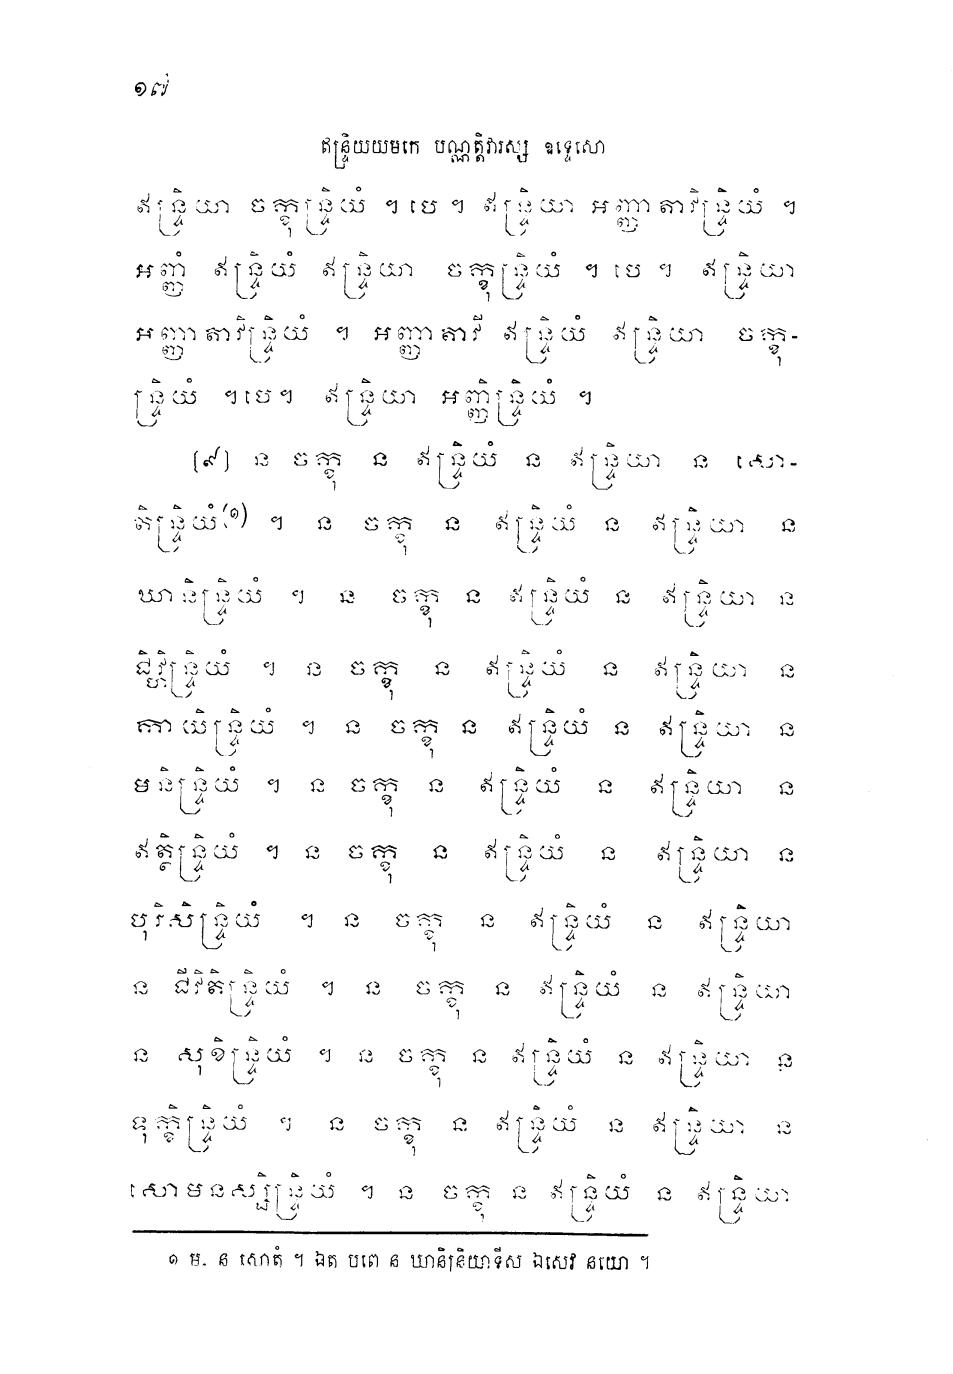 ១៧
ឥន្ទ្រិយយមកេ បណ្ណត្តិវារស្ស ឧទ្ទេសោ
ឥន្ទ្រិយា ចក្ខុន្ទ្រិយំ ។ បេ ។ ឥន្ទ្រិយា អញ្ញាតាវិន្ទ្រិយំ ។
អញ្ញំ ឥន្ទ្រិយំ ឥន្ទ្រិយា ចក្ខុន្ទ្រិយំ ។ បេ ។ ឥន្ទ្រិយា
អញ្ញាតាវិន្ទ្រិយំ ។ អញ្ញាតាវី ឥន្ទ្រិយំ ឥន្ទ្រិយា ចក្ខុ-
ន្ទ្រិយំ ។បេ។ ឥន្ទ្រិយា អញ្ញិន្ទ្រិយំ ។
[៩] ន ចក្ខុ ន ឥន្ទ្រិយំ ន ឥន្ទ្រិយា ន សោ-
តិន្ទ្រិយំ(១) ។ ន ចក្ខុ ន ឥន្ទ្រិយំ ន ឥន្ទ្រិយា ន
ឃានិន្ទ្រិយំ ។ ន ចក្ខុ ន ឥន្ទ្រិយំ ន ឥន្ទ្រិយា ន
ជិវ្ហិន្ទ្រិយំ ។ ន ចក្ខុ ន ឥន្ទ្រិយំ ន ឥន្ទ្រិយា ន
កាយិន្ទ្រិយំ ។ ន ចក្ខុ ន ឥន្ទ្រិយំ ន ឥន្ទ្រិយា ន
មនិន្ទ្រិយំ ។ ន ចក្ខុ ន ឥន្ទ្រិយំ ន ឥន្ទ្រិយា ន
ឥត្ថិន្ទ្រិយំ ។ ន ចក្ខុ ន ឥន្ទ្រិយំ ន ឥន្ទ្រិយា ន
បុរិសិន្ទ្រិយំ ។ ន ចក្ខុ ន ឥន្ទ្រិយំ ន ឥន្ទ្រិយា
ន ជីវិតិន្ទ្រិយំ ។ ន ចក្ខុ ន ឥន្ទ្រិយំ ន ឥន្ទ្រិយា
ន សុខិន្ទ្រិយំ ។ ន ចក្ខុ ន ឥន្ទ្រិយំ ន ឥន្ទ្រិយា ន
ទុក្ខិន្ទ្រិយំ ។ ន ចក្ខុ ន ឥន្ទ្រិយំ ន ឥន្ទ្រិយា ន
សោមនស្សិន្ទ្រិយំ ។ ន ចក្ខុ ន ឥន្ទ្រិយំ ន ឥន្ទ្រិយា
១ ម. ន សោតំ ។ ឯត បរេ ន ឃានិន្រិយាទីស ឯសេវ នយោ ។